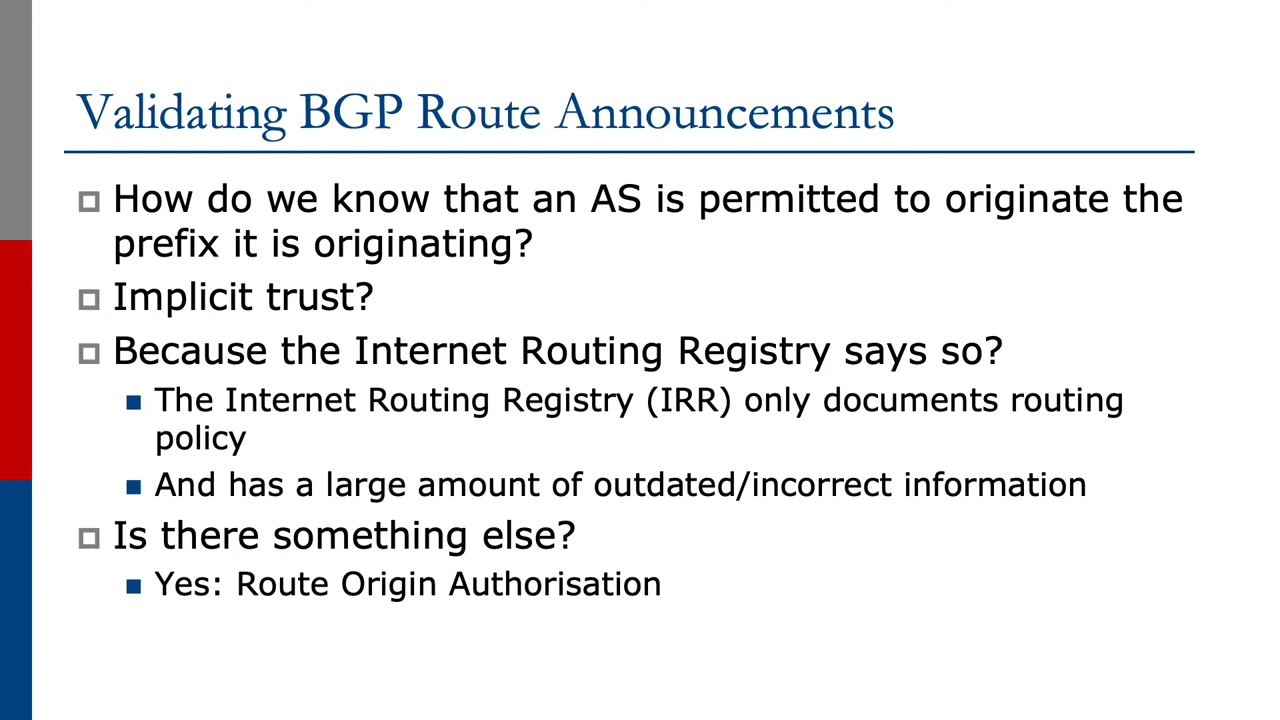 Validating BGP Route Announcements
How do we know that an AS is permitted to originate the
prefix it is originating?
Implicit trust?
Because the Internet Routing Registry says so?
The Internet Routing Registry (IRR) only documents routing
policy
And has a large amount of outdated/incorrect information
Is there something else?
Yes: Route Origin Authorisation